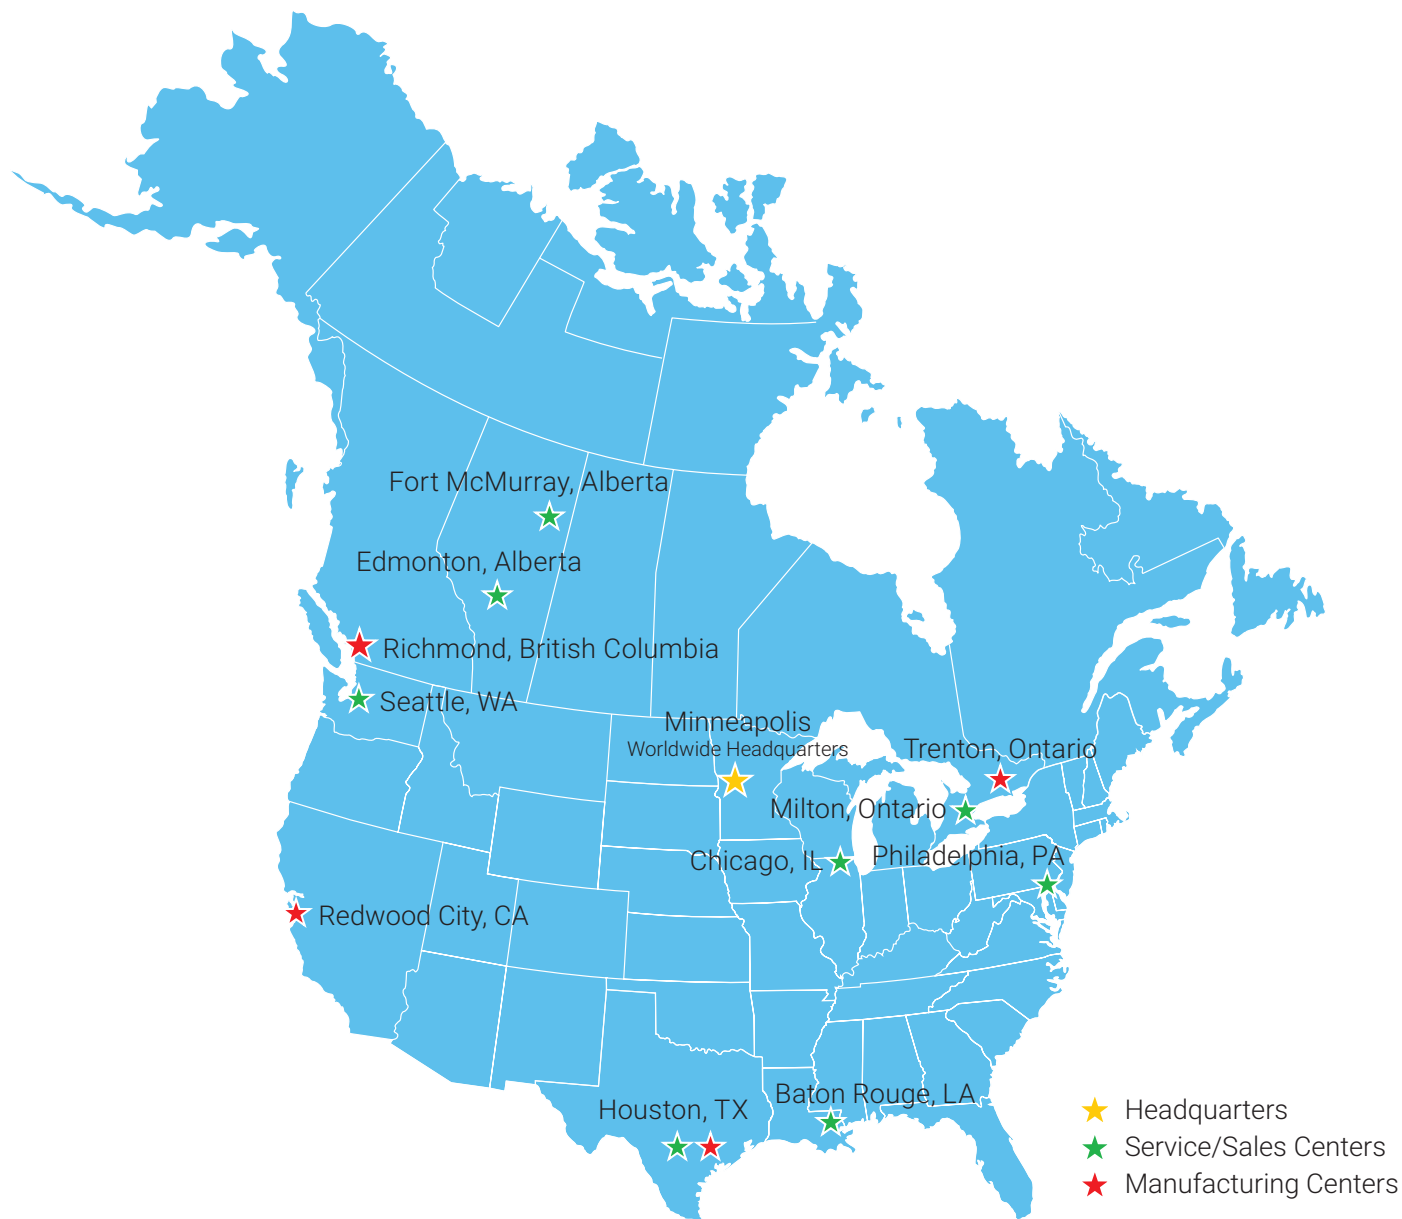 Fort McMurray, Alberta
Edmonton, Alberta
Richmond, British Columbia
Seattle, WA
Minneapolis
Worldwide Headquarters
Trenton, Ontario
Milton, Ontario
Chicago, IL
Philadelphia, PA
Redwood City, CA
Baton Rouge, LA
Houston, TX
Headquarters
Service/Sales Centers
Manufacturing Centers